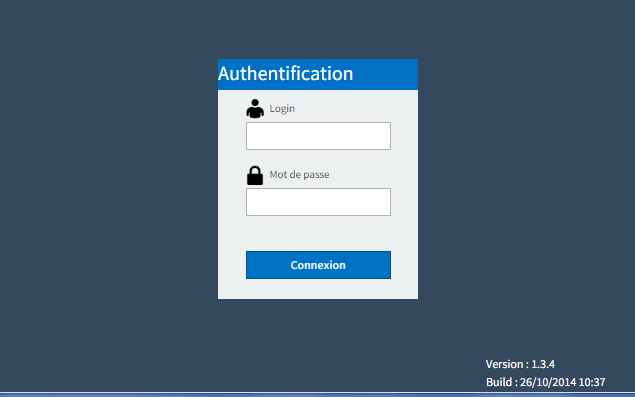 Authentification
Login
Mot de passe
Connexion
Version : 1.3.4
Build : 26/10/2014 10:37